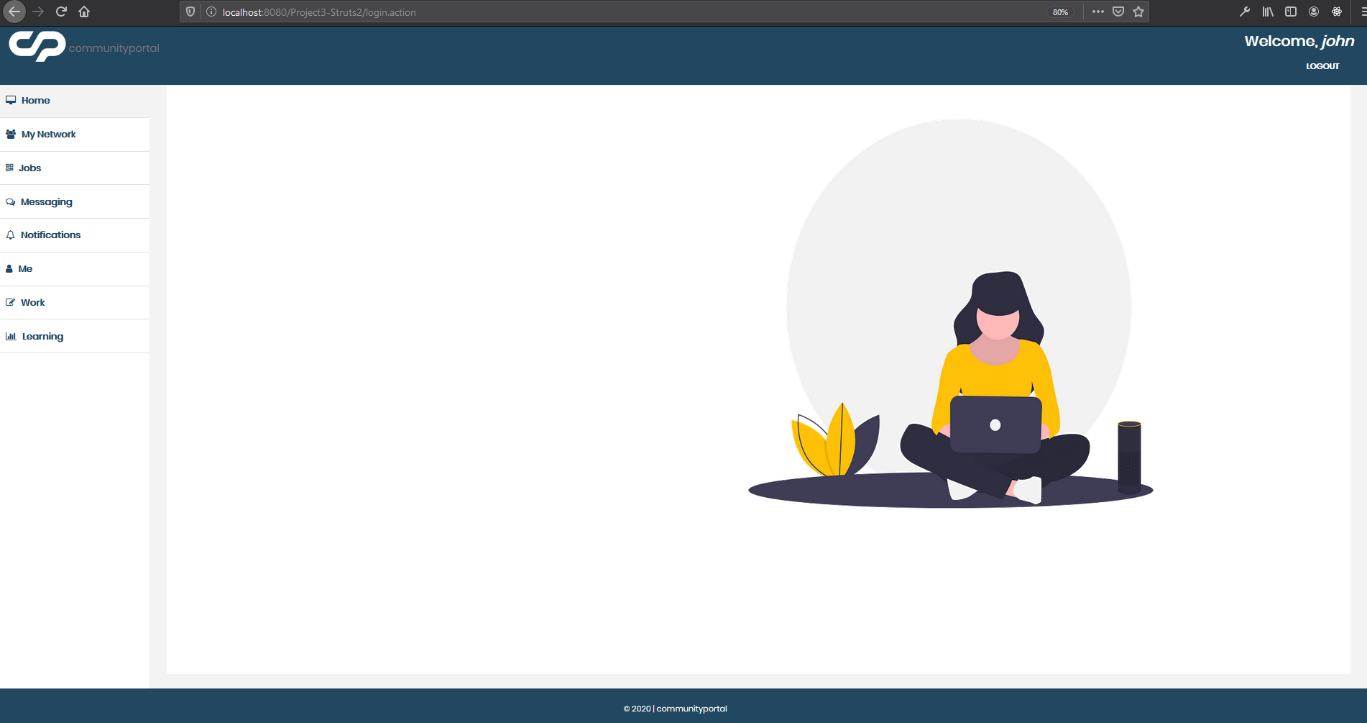 localhost:8080/Project3-Struts2/login.action
80%
cp communityportal
Welcome, john
LOGOUT
Home
My Network
Jobs
Messaging
Notifications
Me
Work
Learning
© 2020 | communityportal